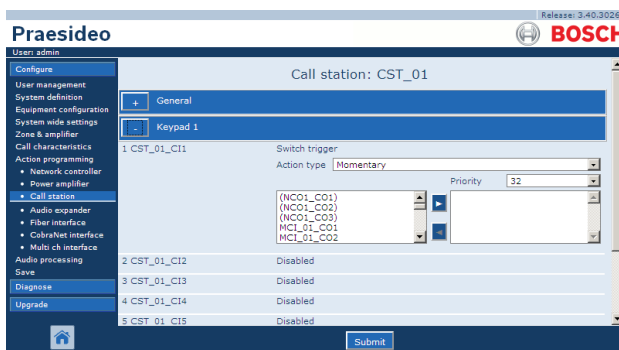 Release: 3.40.3026
Praesideo
BOSCH
User: admin
Configure
User management
System definition
Equipment configuration
System wide settings
Zone & amplifier
Call characteristics
Action programming
• Network controller
• Power amplifier
• Call station
• Audio expander
• Fiber interface
• CobraNet interface
• Multi ch interface
Audio processing
Save
Diagnose
Upgrade
Call station: CST_01
+ General
- Keypad 1
1 CST_01_CI1 Switch trigger
Action type Momentary
Priority 32
(NCO1_CO1)
(NCO1_CO2)
(NCO1_CO3)
MCI_01_CO1
MCI_01_CO2
2 CST_01_CI2 Disabled
3 CST_01_CI3 Disabled
4 CST_01_CI4 Disabled
5 CST_01_CI5 Disabled
Submit